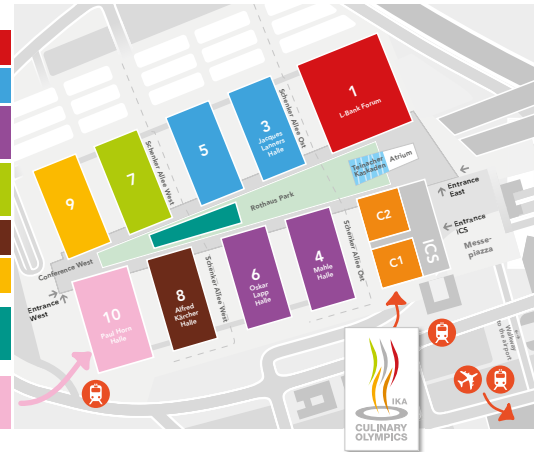 1
L-Bank Forum
Schenker Allee Ost
3
Jacques
Lanners
Halle
5
Schenker Allee West
7
9
Teinacher
Kaskaden
Atrium
Rothaus Park
Entrance
East
Entrance
ICS
Messe-
piazza
C2
C1
ICS
Schenker Allee Ost
4
Mahle
Halle
6
Oskar
Lapp
Halle
Schenker Allee West
8
Alfred
Kärcher
Halle
10
Paul Horn
Halle
Conference West
Entrance
West
Walkway
to the airport
IKA
CULINARY
OLYMPICS